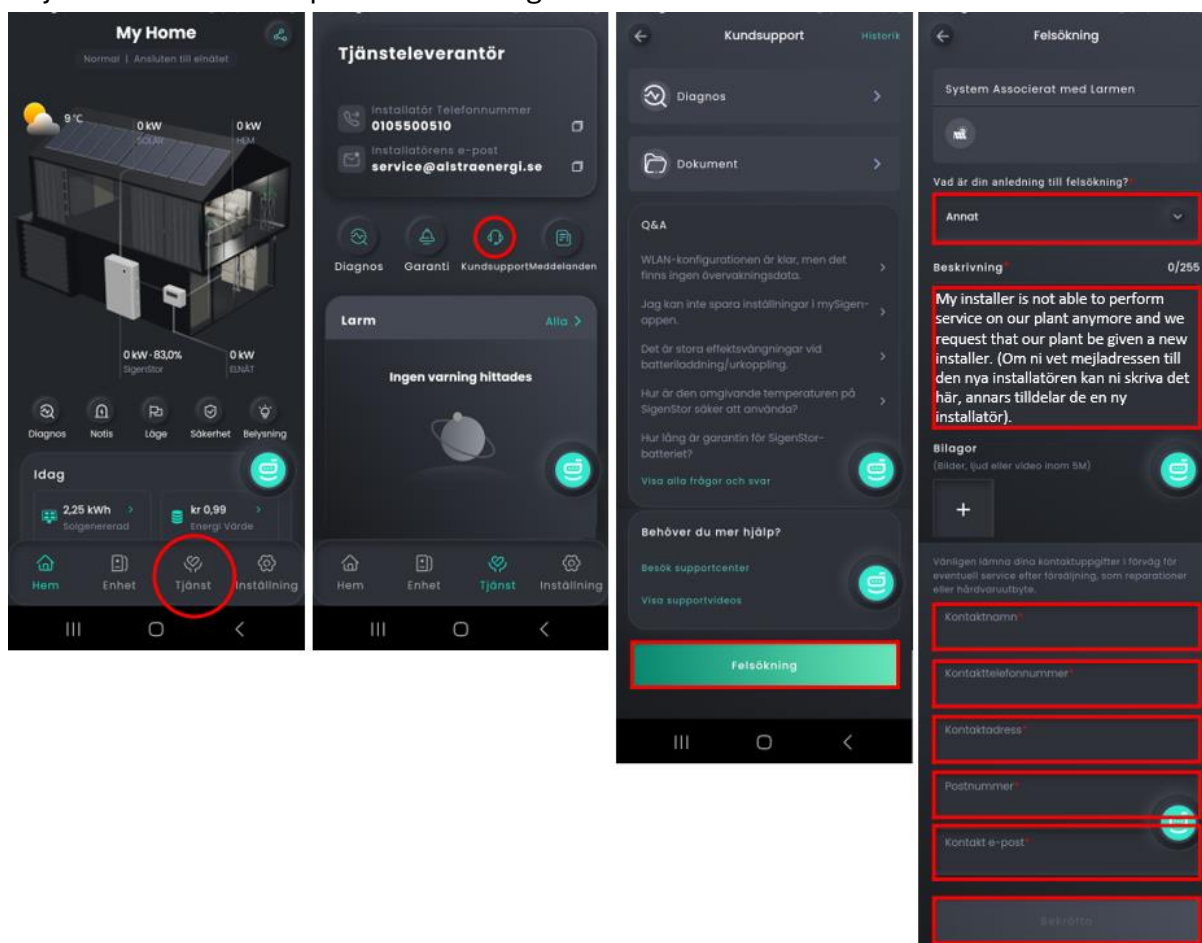 My Home
Normal | Ansluten till elnätet
9°C
0 kW
SOLAR
0 kW
HEM
0 kW · 83,0%
SigenStor
0 kW
ELNÄT
Diagnos
Notis
Läge
Säkerhet
Belysning
Idag
2,25 kWh
Solgenererad
kr 0,99
Energi Värde
Hem
Enhet
Tjänst
Inställning
Tjänsteleverantör
Installatör Telefonnummer
0105500510
Installatörens e-post
service@alstraenergi.se
Diagnos
Garanti
Kundsupport
Meddelanden
Larm
Alla
Ingen varning hittades
Hem
Enhet
Tjänst
Inställning
Kundsupport
Historik
Diagnos
Dokument
Q&A
WLAN-konfigurationen är klar, men det
finns ingen övervakningsdata.
Jag kan inte spara inställningar i mySigen-
appen.
Det är stora effektsvängningar vid
batteriladdning/urkoppling.
Hur är den omgivande temperaturen på
SigenStor säker att använda?
Hur lång är garantin för SigenStor-
batteriet?
Visa alla frågor och svar
Behöver du mer hjälp?
Besök supportcenter
Visa supportvideos
Felsökning
Felsökning
System Associerat med Larmen
Vad är din anledning till felsökning?*
Annat
Beskrivning*
0/255
My installer is not able to perform
service on our plant anymore and we
request that our plant be given a new
installer. (Om ni vet mejladressen till
den nya installatören kan ni skriva det
här, annars tilldelar de en ny
installatör).
Bilagor
(Bilder, ljud eller video inom 5M)
Vänligen lämna dina kontaktuppgifter i förväg för
eventuell service efter försäljning, som reparationer
eller hårdvaruutbyte.
Kontaktnamn*
Kontakttelefonnummer*
Kontaktadress*
Postnummer*
Kontakt e-post*
Bekräfta